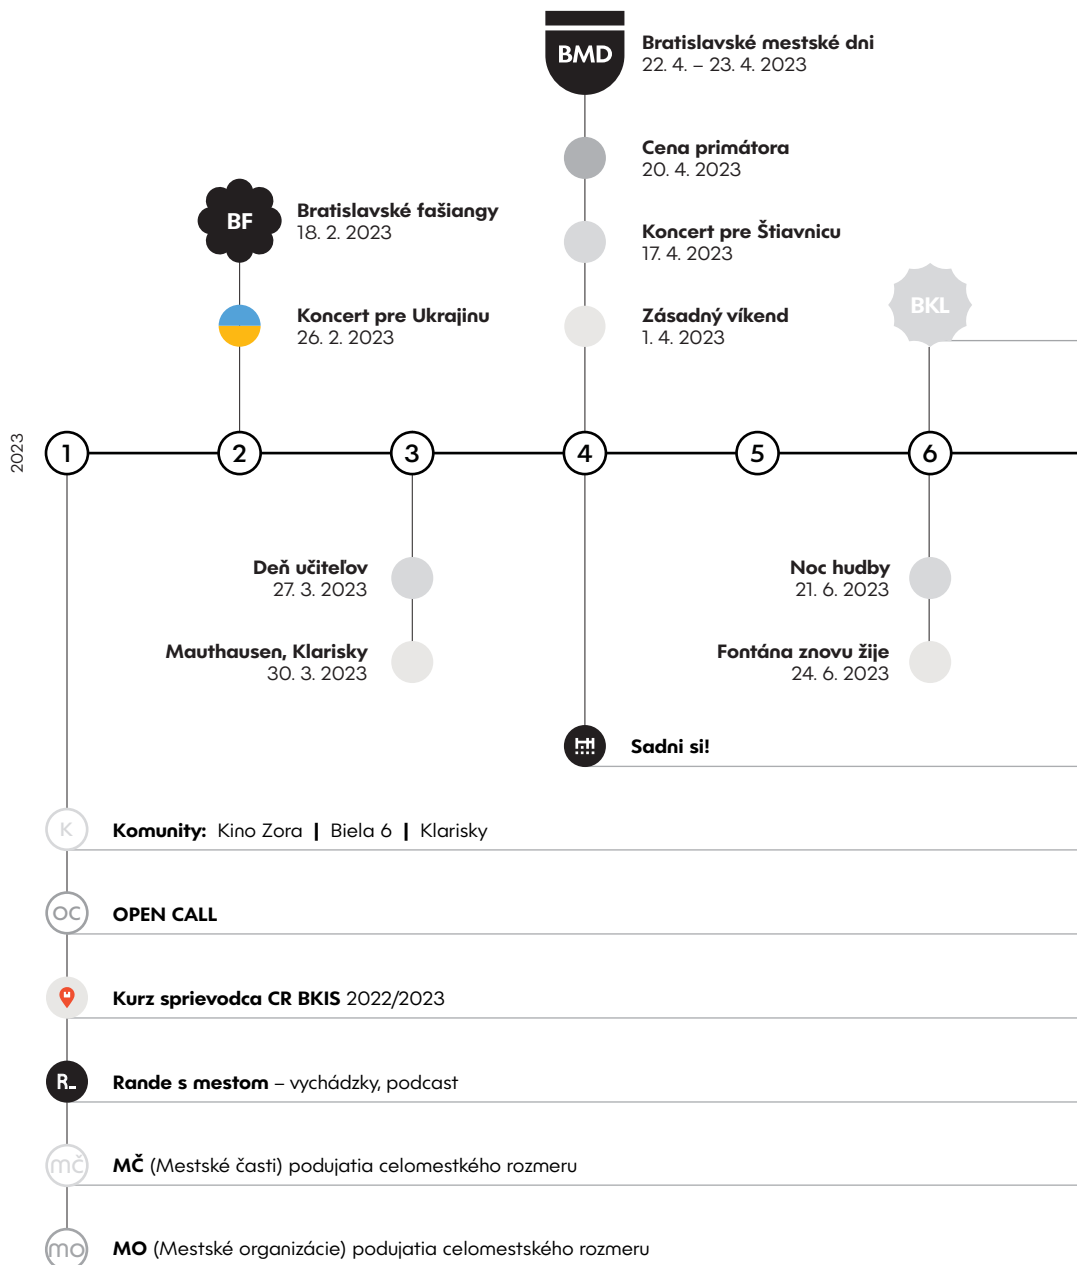 BMD
Bratislavské mestské dni
22. 4. – 23. 4. 2023
Cena primátora
20. 4. 2023
BF
Bratislavské fašiangy
18. 2. 2023
Koncert pre Štiavnicu
17. 4. 2023
BKL
Koncert pre Ukrajinu
26. 2. 2023
Zásadný víkend
1. 4. 2023
2023
1
2
3
4
5
6
Deň učiteľov
27. 3. 2023
Noc hudby
21. 6. 2023
Mauthausen, Klarisky
30. 3. 2023
Fontána znovu žije
24. 6. 2023
Sadni si!
K
Komunity: Kino Zora | Biela 6 | Klarisky
OC
OPEN CALL
Kurz sprievodca CR BKIS 2022/2023
R_
Rande s mestom – vychádzky, podcast
mč
MČ (Mestské časti) podujatia celomestkého rozmeru
mo
MO (Mestské organizácie) podujatia celomestského rozmeru